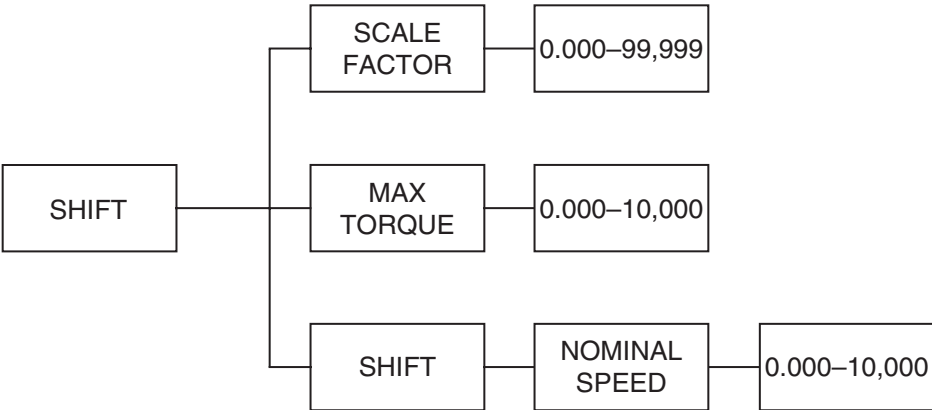 SCALE
FACTOR
0.000–99,999
SHIFT
MAX
TORQUE
0.000–10,000
SHIFT
NOMINAL
SPEED
0.000–10,000